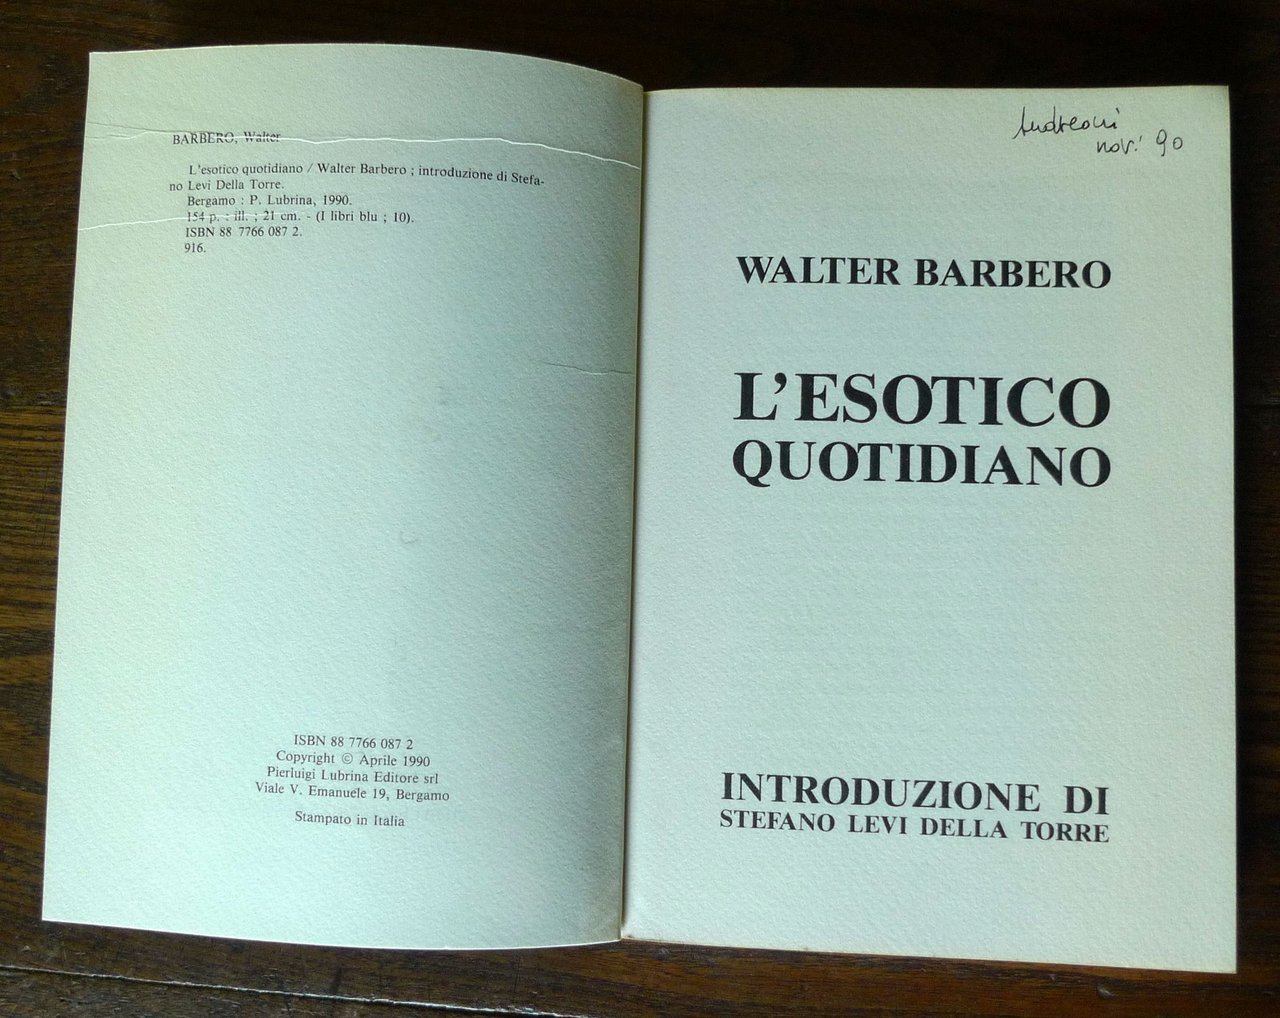 BARBERO, Walter
L'esotico quotidiano / Walter Barbero ; introduzione di Stefa-
no Levi Della Torre.
Bergamo : P. Lubrina, 1990.
154 p. : ill. ; 21 cm. - (I libri blu ; 10).
ISBN 88 7766 087 2.
916.
ISBN 88 7766 087 2
Copyright © Aprile 1990
Pierluigi Lubrina Editore srl
Viale V. Emanuele 19, Bergamo
Stampato in Italia
Andreoni
nov. 90
WALTER BARBERO
L'ESOTICO
QUOTIDIANO
INTRODUZIONE DI
STEFANO LEVI DELLA TORRE